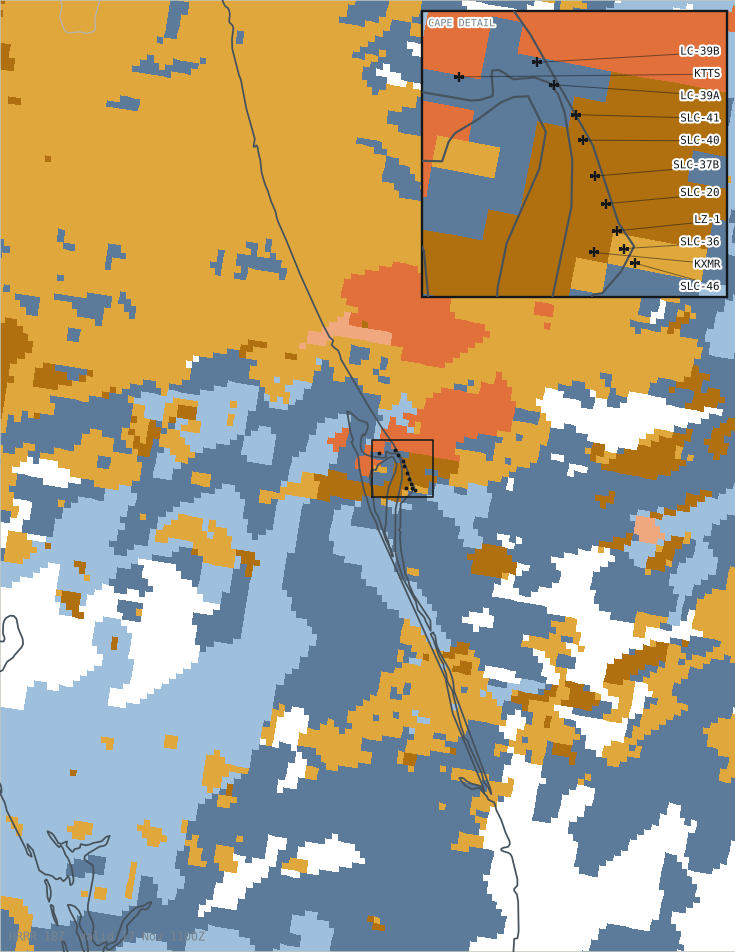 CAPE DETAIL
LC-39B
KTTS
LC-39A
SLC-41
SLC-40
SLC-37B
SLC-20
LZ-1
SLC-36
KXMR
SLC-46
1100Z